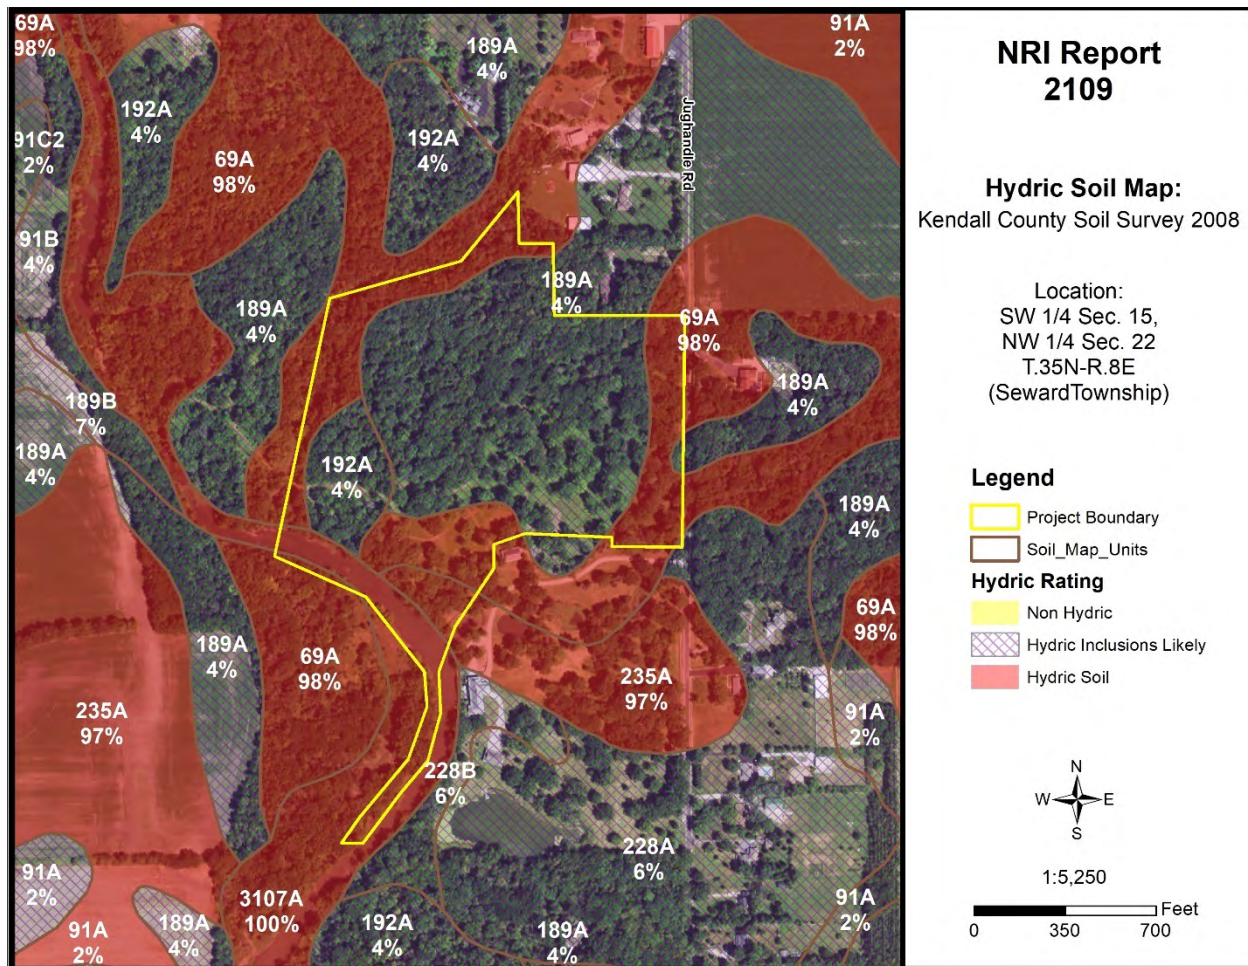 69A
98%
189A
4%
91A
2%
192A
4%
Jughandle Rd
91C2
2%
69A
98%
192A
4%
91B
4%
189A
4%
189A
4%
69A
98%
189A
4%
189B
7%
189A
4%
192A
4%
189A
4%
69A
98%
189A
4%
69A
98%
235A
97%
235A
97%
91A
2%
228B
6%
228A
6%
91A
2%
3107A
100%
91A
2%
189A
4%
192A
4%
189A
4%
91A
2%
NRI Report
2109
Hydric Soil Map:
Kendall County Soil Survey 2008
Location:
SW 1/4 Sec. 15,
NW 1/4 Sec. 22
T.35N-R.8E
(SewardTownship)
Legend
Project Boundary
Soil_Map_Units
Hydric Rating
Non Hydric
Hydric Inclusions Likely
Hydric Soil
N
W E
S
1:5,250
Feet
0 350 700